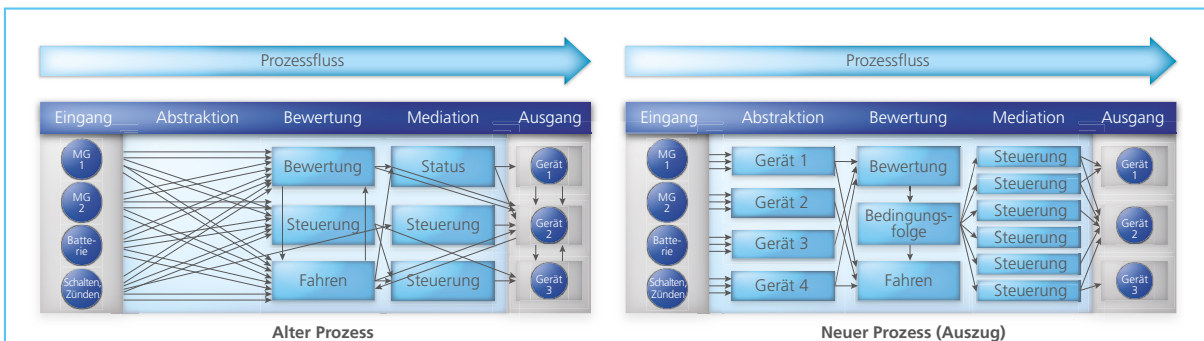 Prozessfluss
Eingang Abstraktion Bewertung Mediation Ausgang
MG
1
MG
2
Batte-
rie
Schalten,
Zünden
Bewertung
Steuerung
Fahren
Status
Steuerung
Steuerung
Gerät
1
Gerät
2
Gerät
3
Alter Prozess
Prozessfluss
Eingang Abstraktion Bewertung Mediation Ausgang
MG
1
MG
2
Batte-
rie
Schalten,
Zünden
Gerät 1
Gerät 2
Gerät 3
Gerät 4
Bewertung
Bedingungs-
folge
Fahren
Steuerung
Steuerung
Steuerung
Steuerung
Steuerung
Steuerung
Gerät
1
Gerät
2
Gerät
3
Neuer Prozess (Auszug)